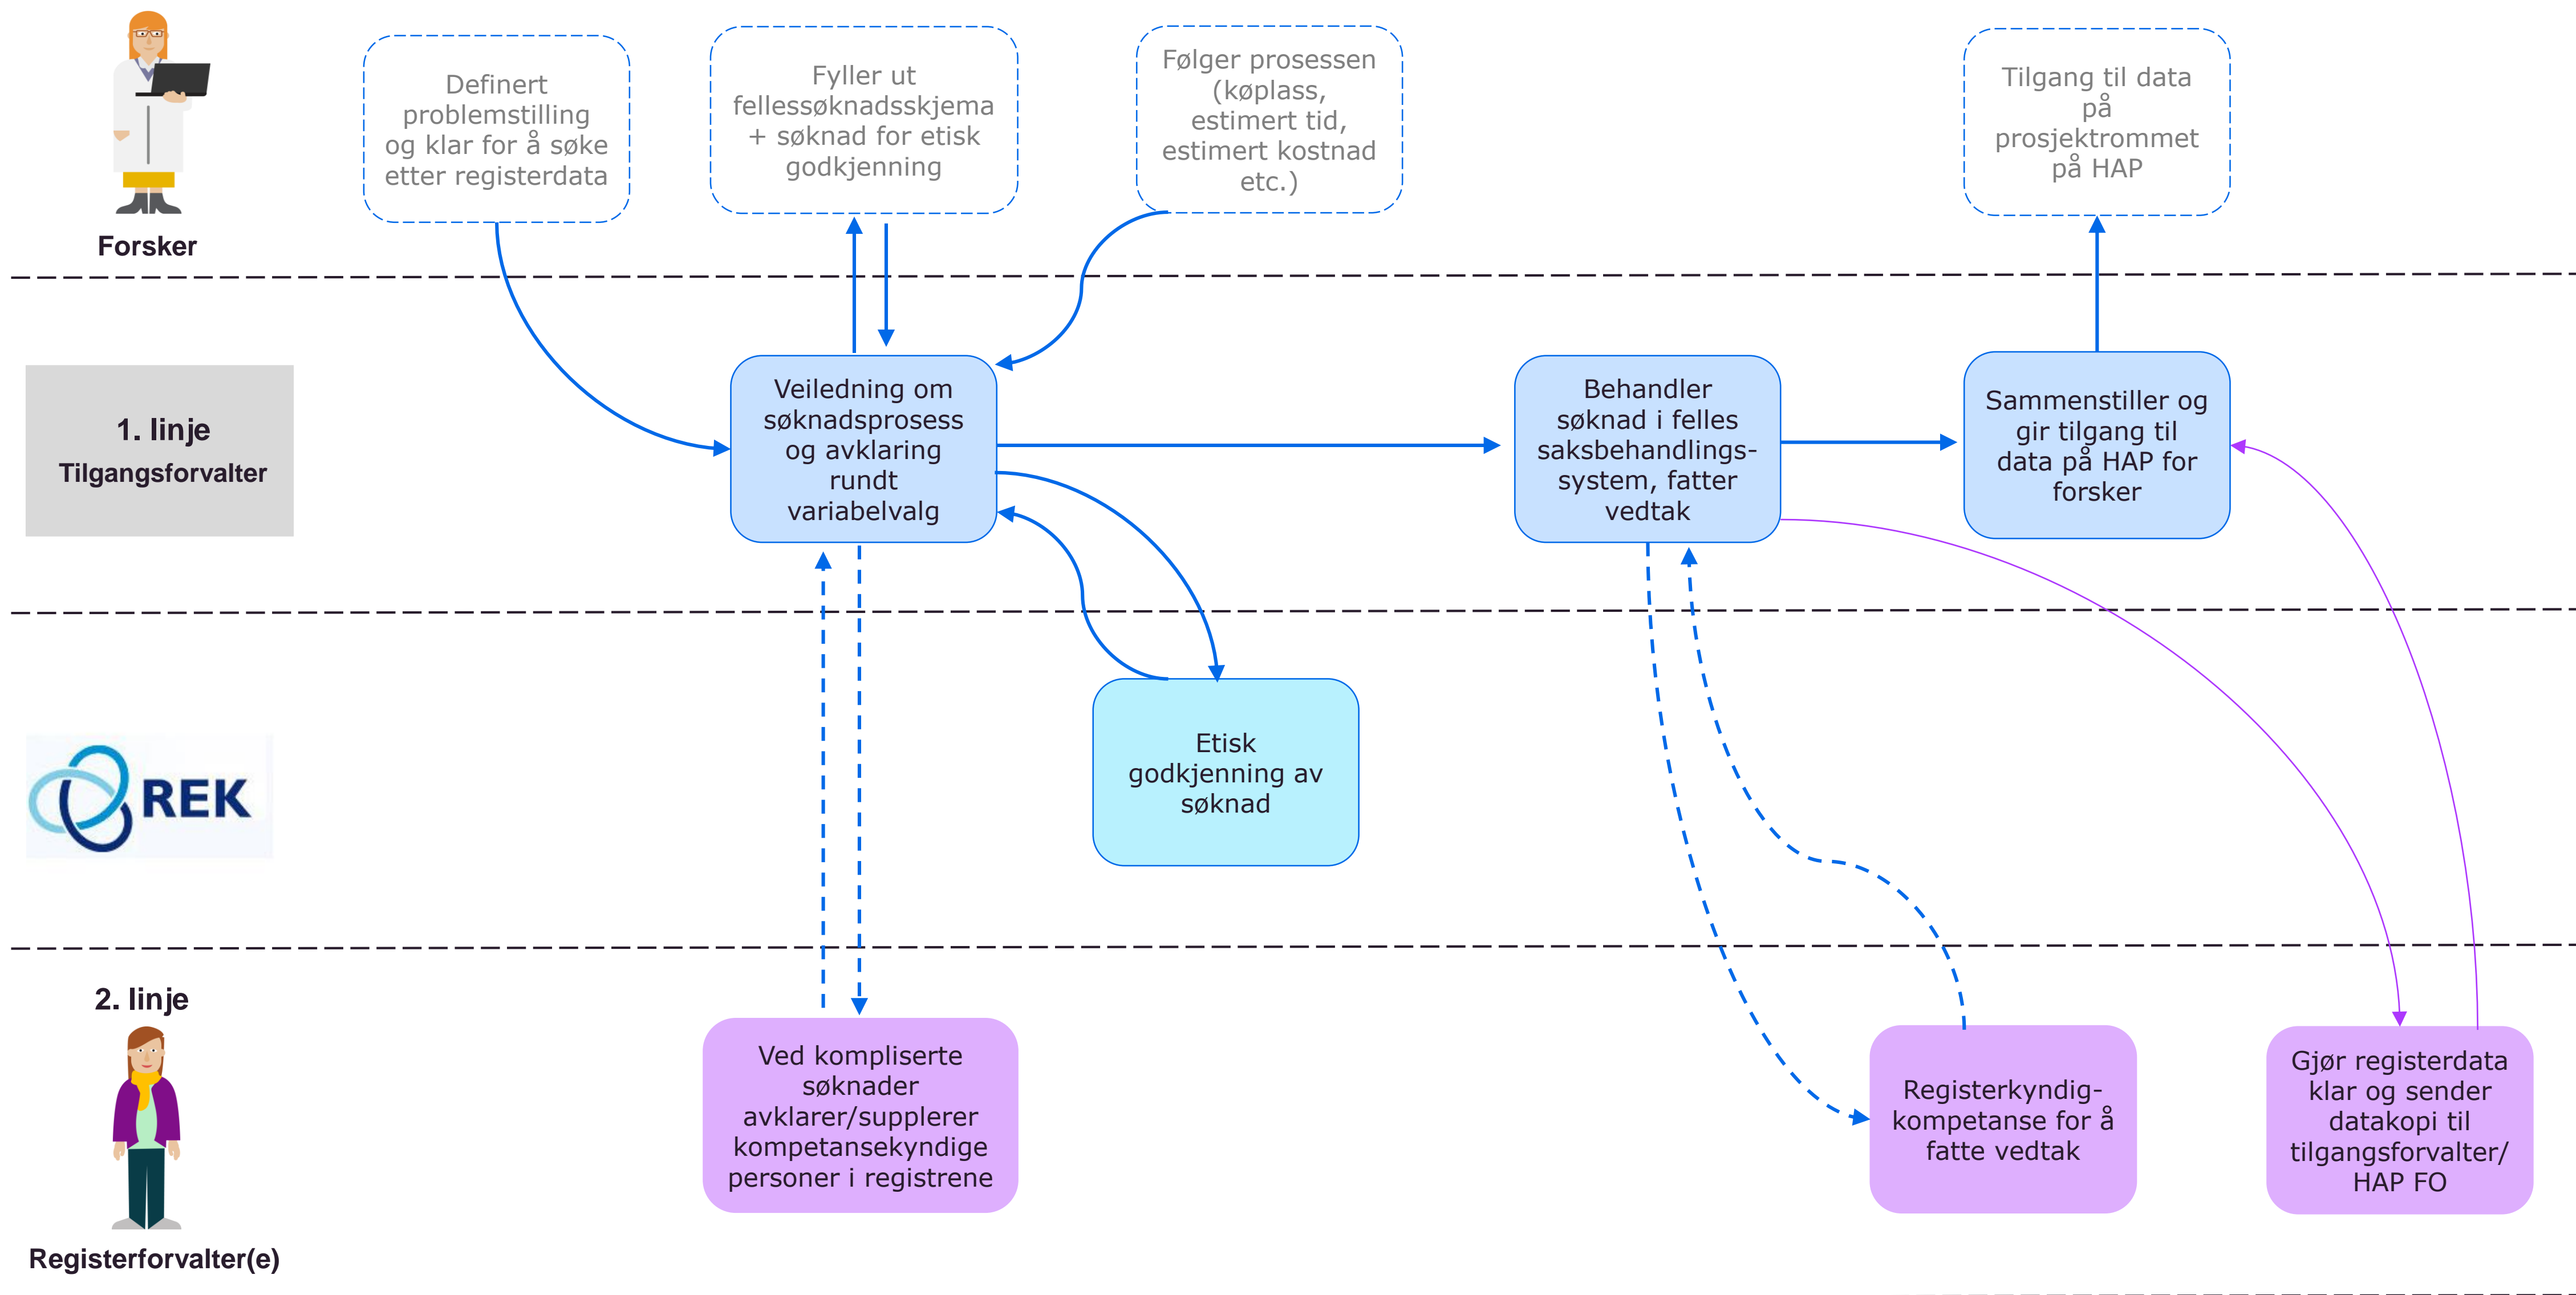 Definert
problemstilling
og klar for å søke
etter registerdata
Fyller ut
fellessøknadsskjema
+ søknad for etisk
godkjenning
Følger prosessen
(køplass,
estimert tid,
estimert kostnad
etc.)
Tilgang til data
på
prosjektrommet
på HAP
Forsker
1. linje
Tilgangsforvalter
Veiledning om
søknadsprosess
og avklaring
rundt
variabelvalg
Behandler
søknad i felles
saksbehandlings-
system, fatter
vedtak
Sammenstiller og
gir tilgang til
data på HAP for
forsker
REK
Etisk
godkjenning av
søknad
2. linje
Registerforvalter(e)
Ved kompliserte
søknader
avklarer/supplerer
kompetansekyndige
personer i registrene
Registerkyndig-
kompetanse for å
fatte vedtak
Gjør registerdata
klar og sender
datakopi til
tilgangsforvalter/
HAP FO